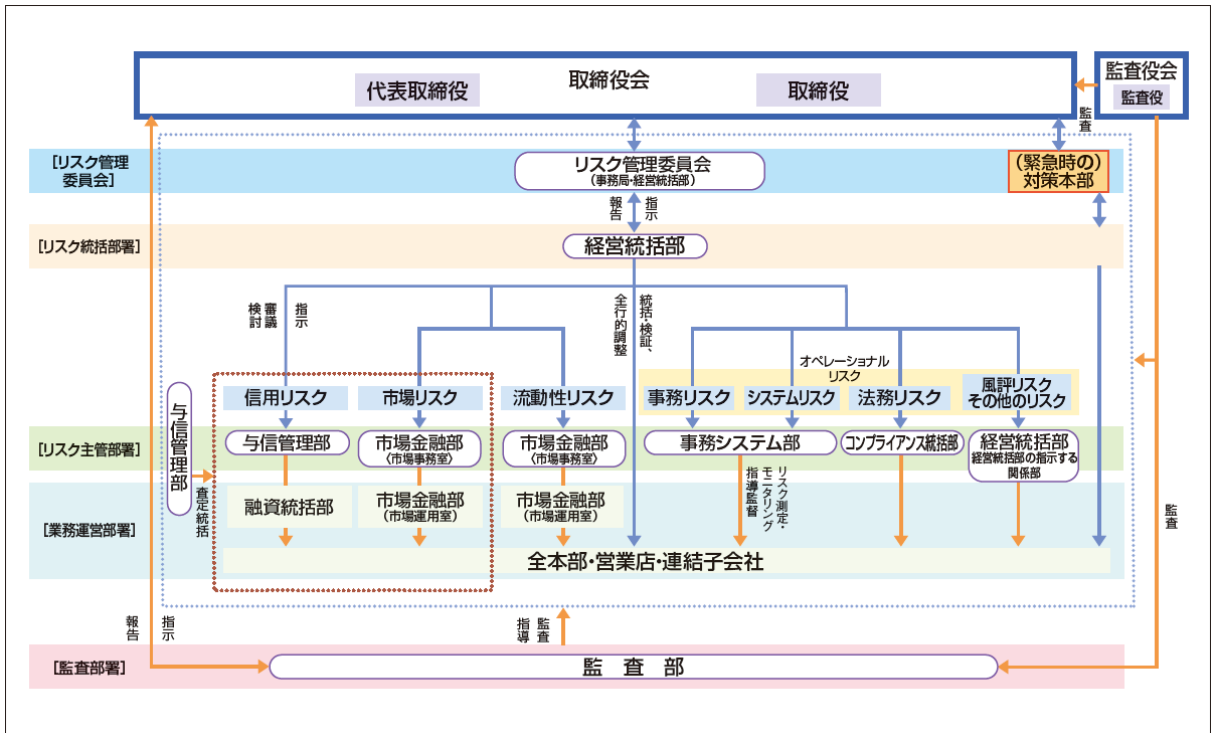 取締役会
代表取締役
取締役
監査役会
監査役
監査
[リスク管理
委員会]
リスク管理委員会
(事務局・経営統括部)
(緊急時の)
対策本部
報告
指示
[リスク統括部署]
経営統括部
審議
検討
指示
統括・検証、
全行的調整
オペレーショナル
リスク
信用リスク
市場リスク
流動性リスク
事務リスク
システムリスク
法務リスク
風評リスク
その他のリスク
与信管理部
[リスク主管部署]
与信管理部
市場金融部
〈市場事務室〉
市場金融部
〈市場事務室〉
事務システム部
コンプライアンス統括部
経営統括部
経営統括部の指示する
関係部
査定統括
[業務運営部署]
融資統括部
市場金融部
(市場運用室)
市場金融部
(市場運用室)
リスク測定・
モニタリング
指導監督
監査
全本部・営業店・連結子会社
報告
指示
監査
指導
[監査部署]
監査部